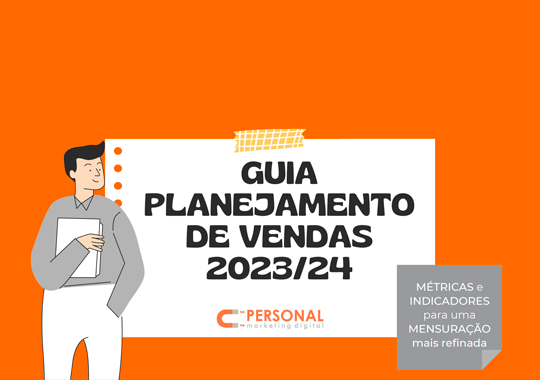 GUIA
PLANEJAMENTO
DE VENDAS
2023/24
PERSONAL
marketing digital
MÉTRICAS e
INDICADORES
para uma
MENSURAÇÃO
mais refinada